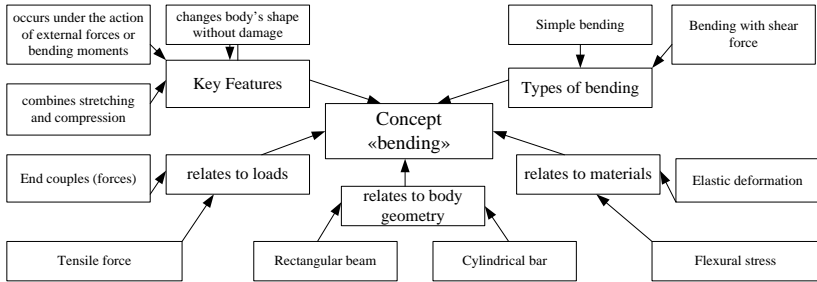 occurs under the action
of external forces or
bending moments
changes body’s shape
without damage
Simple bending
Bending with shear
force
Key Features
Types of bending
combines stretching
and compression
Concept
«bending»
End couples (forces)
relates to loads
relates to materials
Elastic deformation
relates to body
geometry
Tensile force
Rectangular beam
Cylindrical bar
Flexural stress